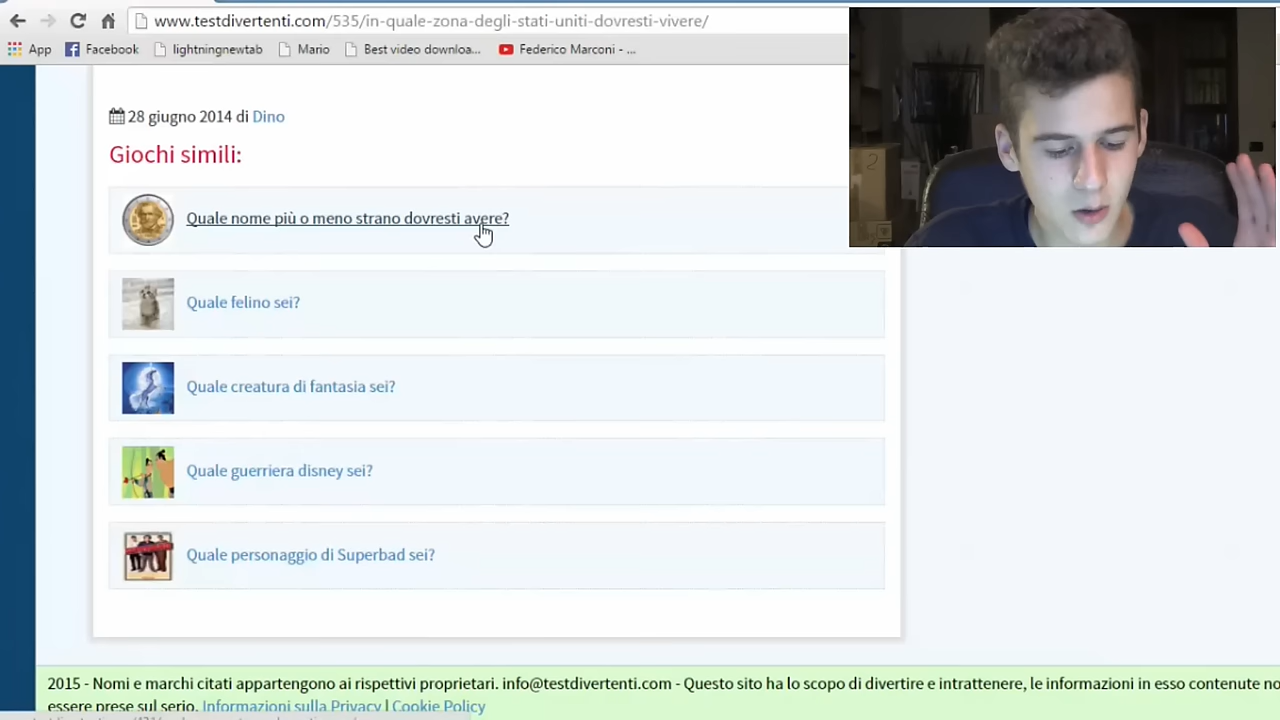 www.testdivertenti.com/535/in-quale-zona-degli-stati-uniti-dovresti-vivere/
App Facebook lightningnewtab Mario Best video downloa... Federico Marconi - ...
28 giugno 2014 di Dino
Giochi simili:
Quale nome più o meno strano dovresti avere?
Quale felino sei?
Quale creatura di fantasia sei?
Quale guerriera disney sei?
Quale personaggio di Superbad sei?
2015 - Nomi e marchi citati appartengono ai rispettivi proprietari. info@testdivertenti.com - Questo sito ha lo scopo di divertire e intrattenere, le informazioni in esso contenute no
essere prese sul serio. Informazioni sulla Privacy | Cookie Policy